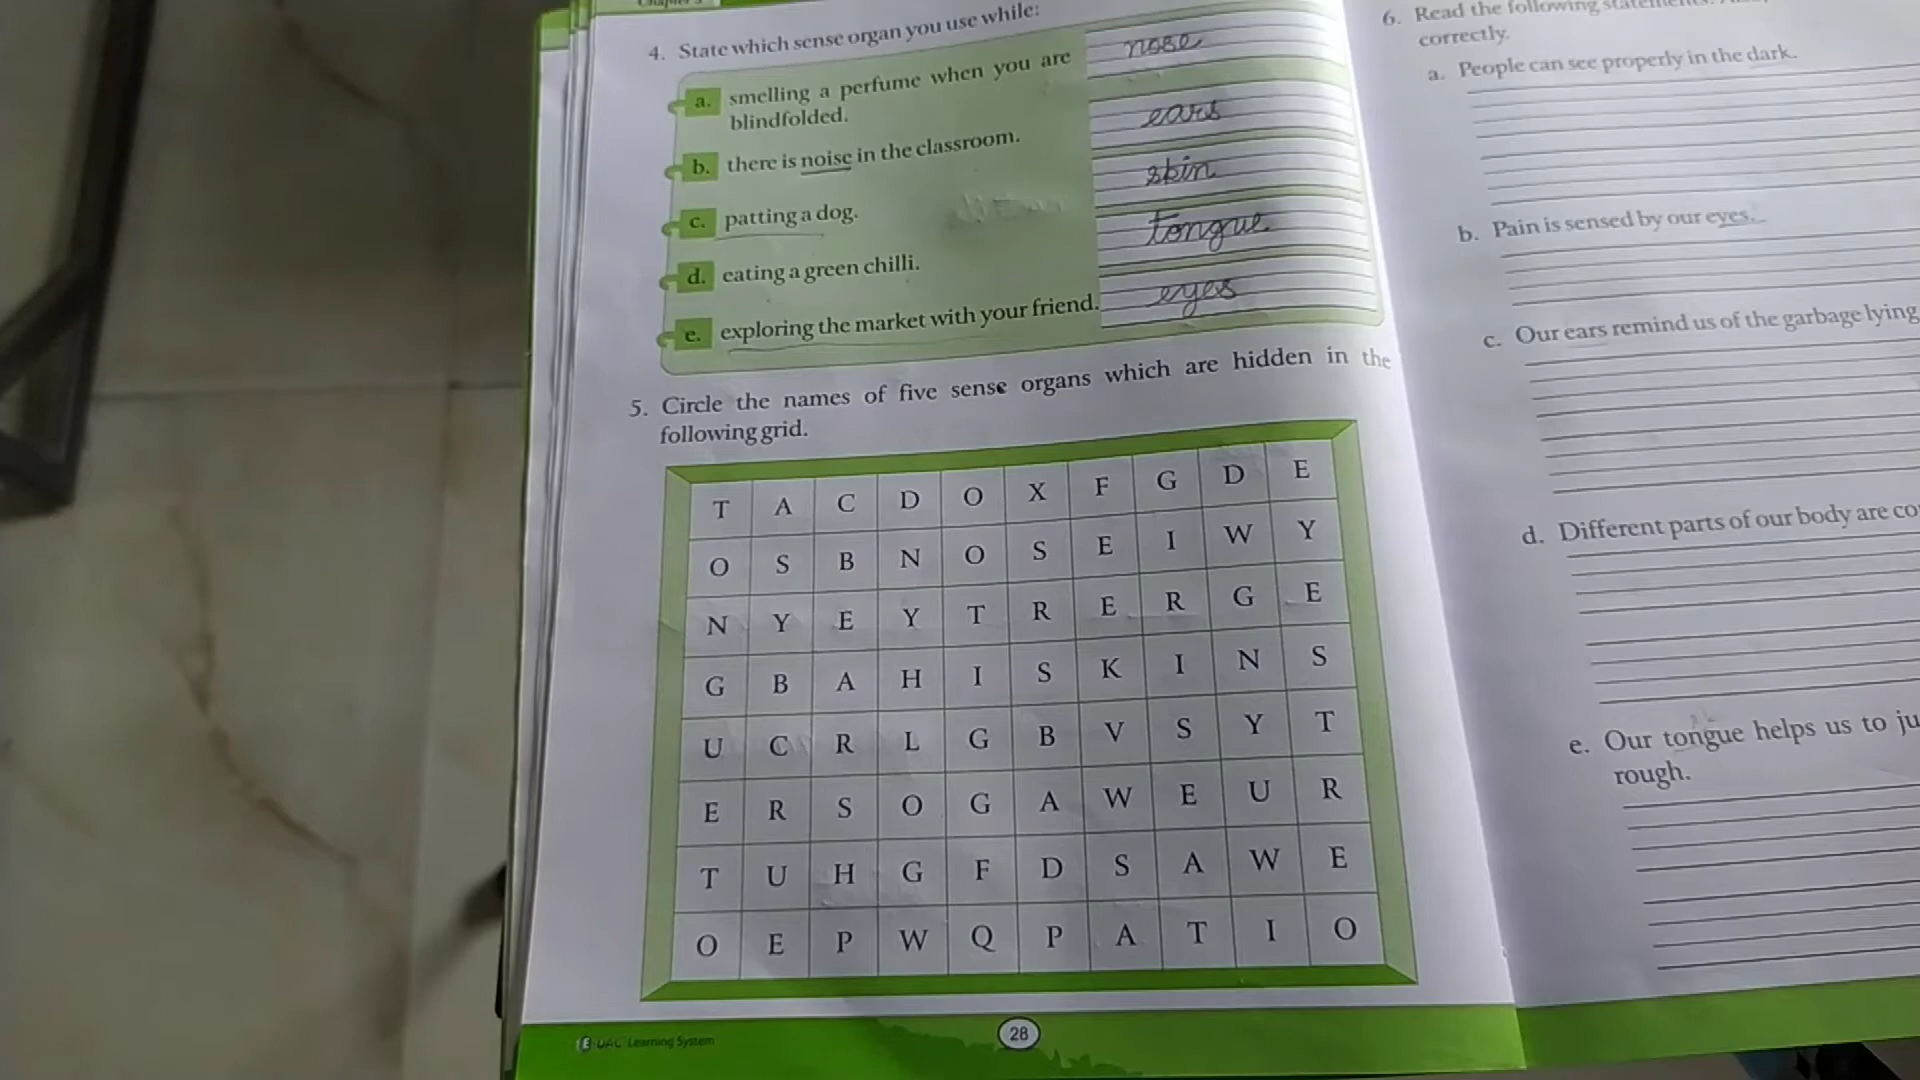 4. State which sense organ you use while:
a. smelling a perfume when you are
blindfolded.
nose
b. there is noise in the classroom.
ears
c. patting a dog.
skin
d. eating a green chilli.
tongue
e. exploring the market with your friend.
eyes
5. Circle the names of five sense organs which are hidden in the
following grid.
T A C D O X F G D E
O S B N O S E I W Y
N Y E Y T R E R G E
G B A H I S K I N S
U C R L G B V S Y T
E R S O G A W E U R
T U H G F D S A W E
O E P W Q P A T I O
Learning System
28
6. Read the following
correctly.
a. People can see properly in the dark.
b. Pain is sensed by our eyes.
c. Our ears remind us of the garbage lying
d. Different parts of our body are co
e. Our tongue helps us to ju
rough.